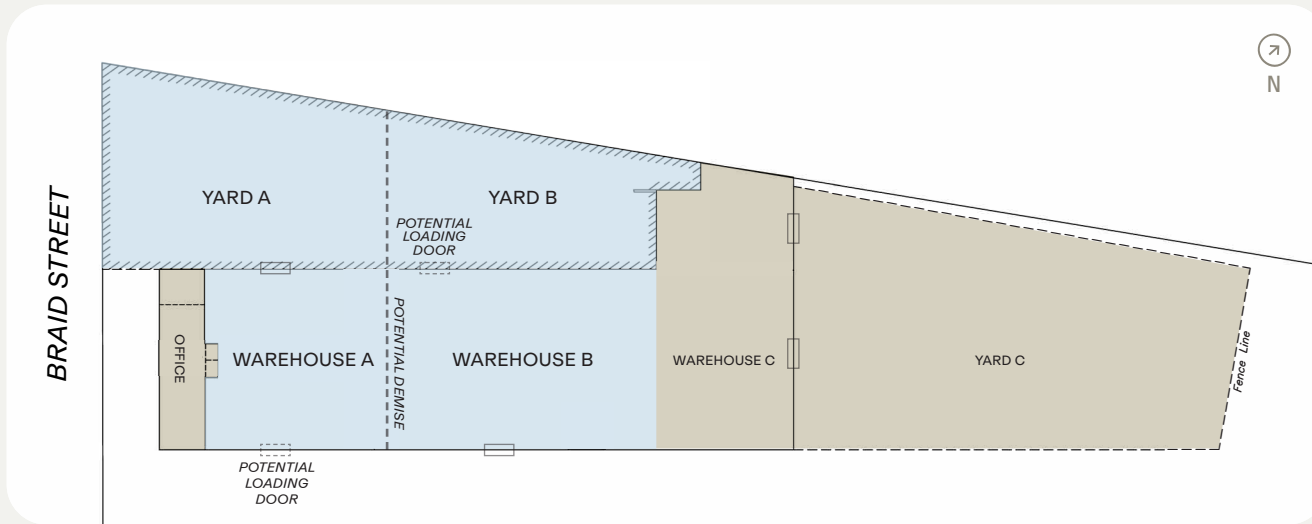 N
BRAID STREET
YARD A
YARD B
POTENTIAL
LOADING
DOOR
OFFICE
WAREHOUSE A
POTENTIAL DEMISE
WAREHOUSE B
WAREHOUSE C
YARD C
Fence Line
POTENTIAL
LOADING
DOOR